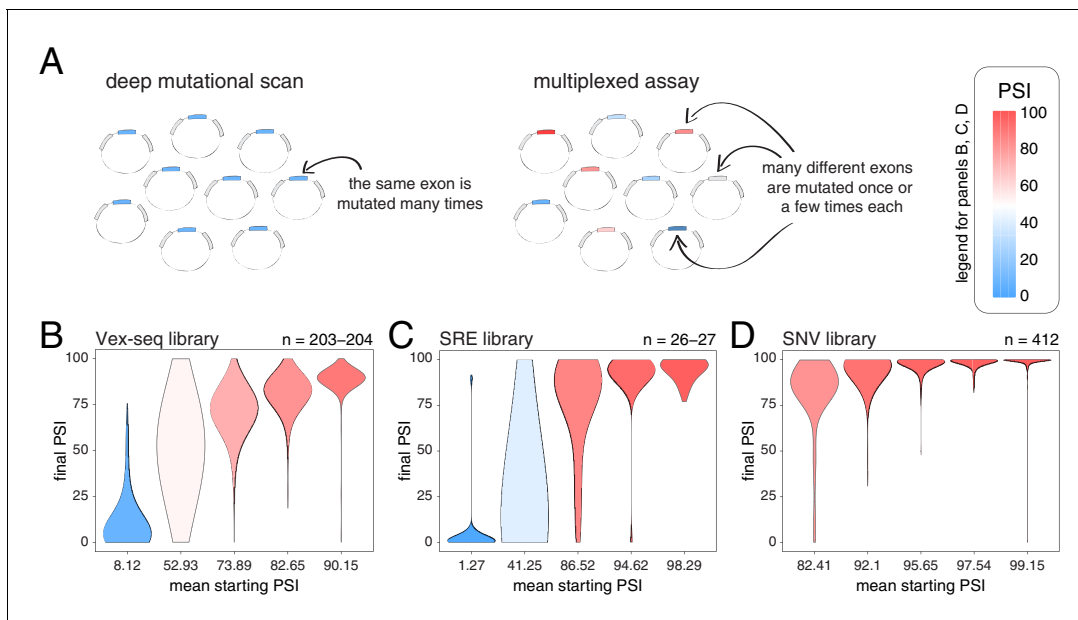 A
deep mutational scan
multiplexed assay
the same exon is
mutated many times
many different exons
are mutated once or
a few times each
legend for panels B, C, D
PSI
100
80
60
40
20
0
B
Vex-seq library
n = 203–204
final PSI
100
75
50
25
0
8.12 52.93 73.89 82.65 90.15
mean starting PSI
C
SRE library
n = 26–27
final PSI
100
75
50
25
0
1.27 41.25 86.52 94.62 98.29
mean starting PSI
D
SNV library
n = 412
final PSI
100
75
50
25
0
82.41 92.1 95.65 97.54 99.15
mean starting PSI